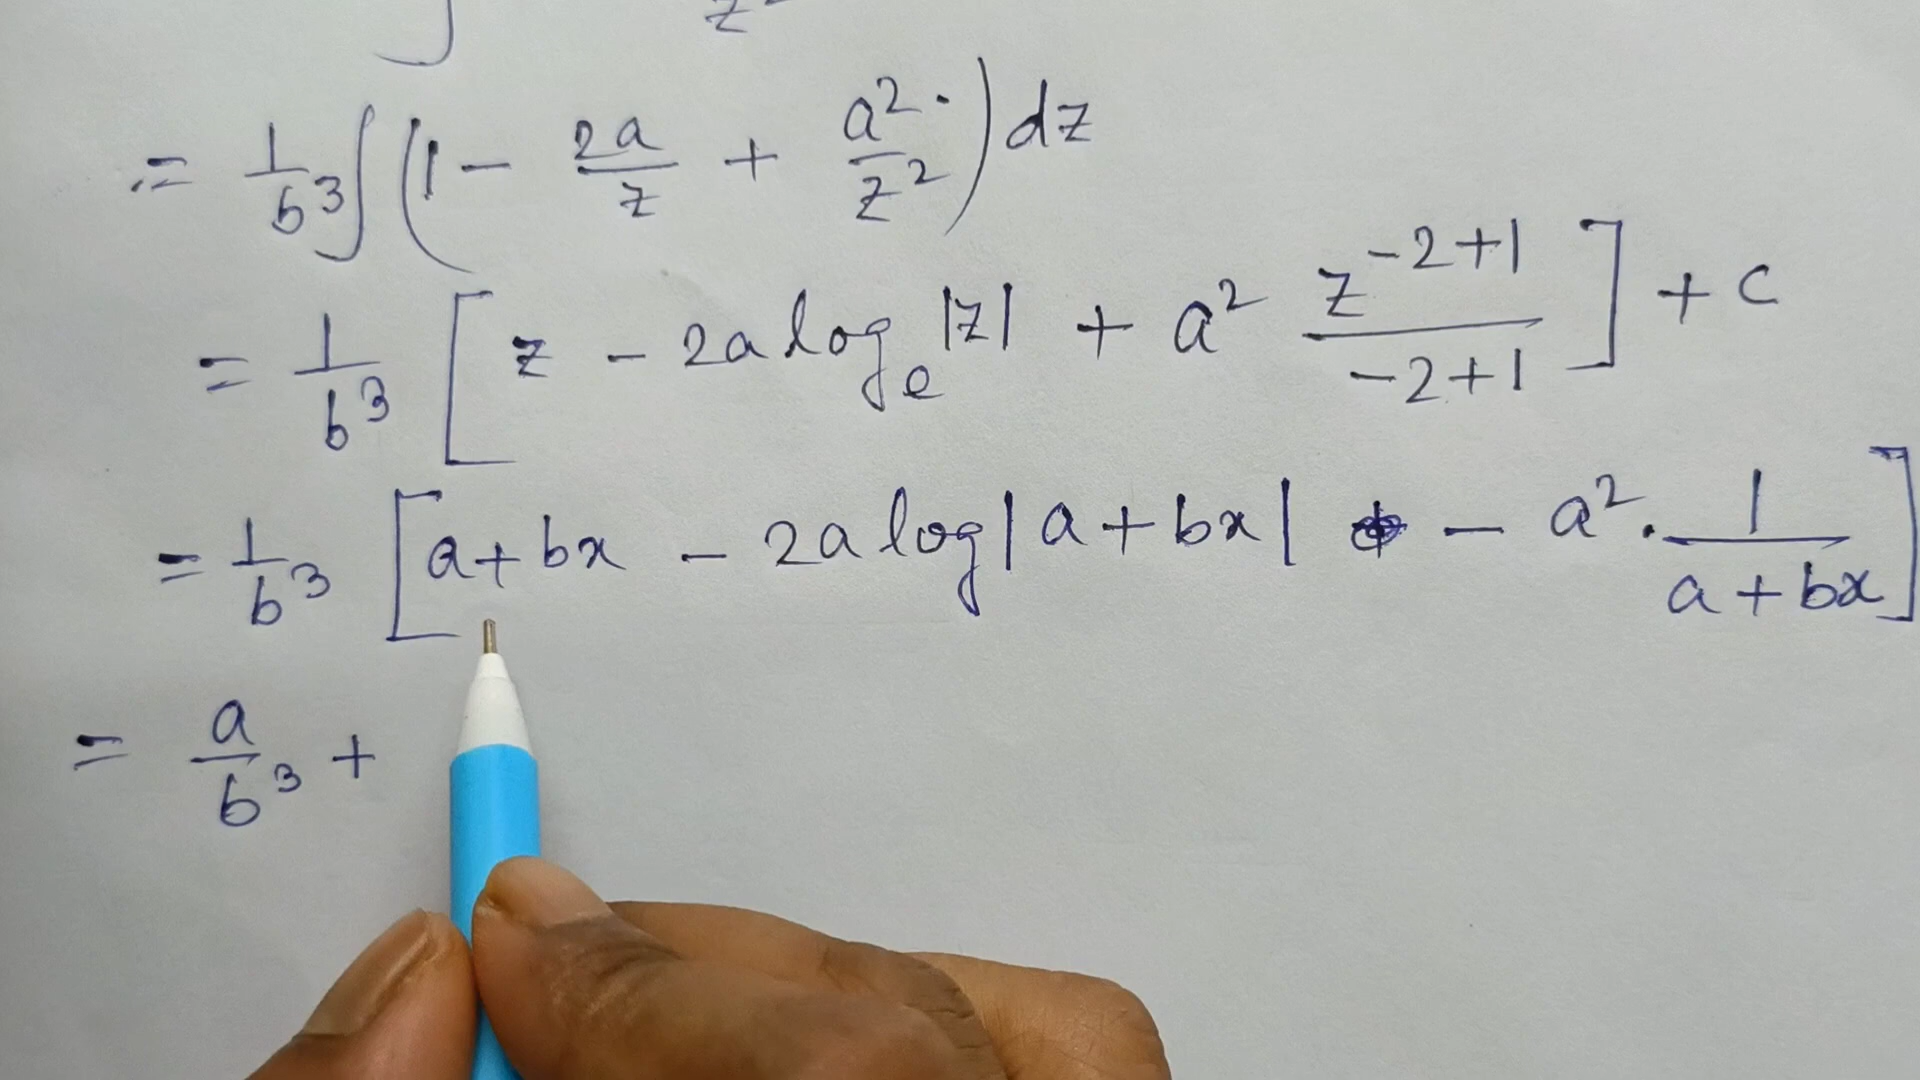 ∫ z²
= 1/b³ ∫ (1 - 2a/z + a²/z²) dz
= 1/b³ [z - 2a logₑ|z| + a² z⁻²⁺¹/(-2+1)] + c
= 1/b³ [a + bx - 2a log|a + bx| - a² · 1/(a + bx)]
= a/b³ +